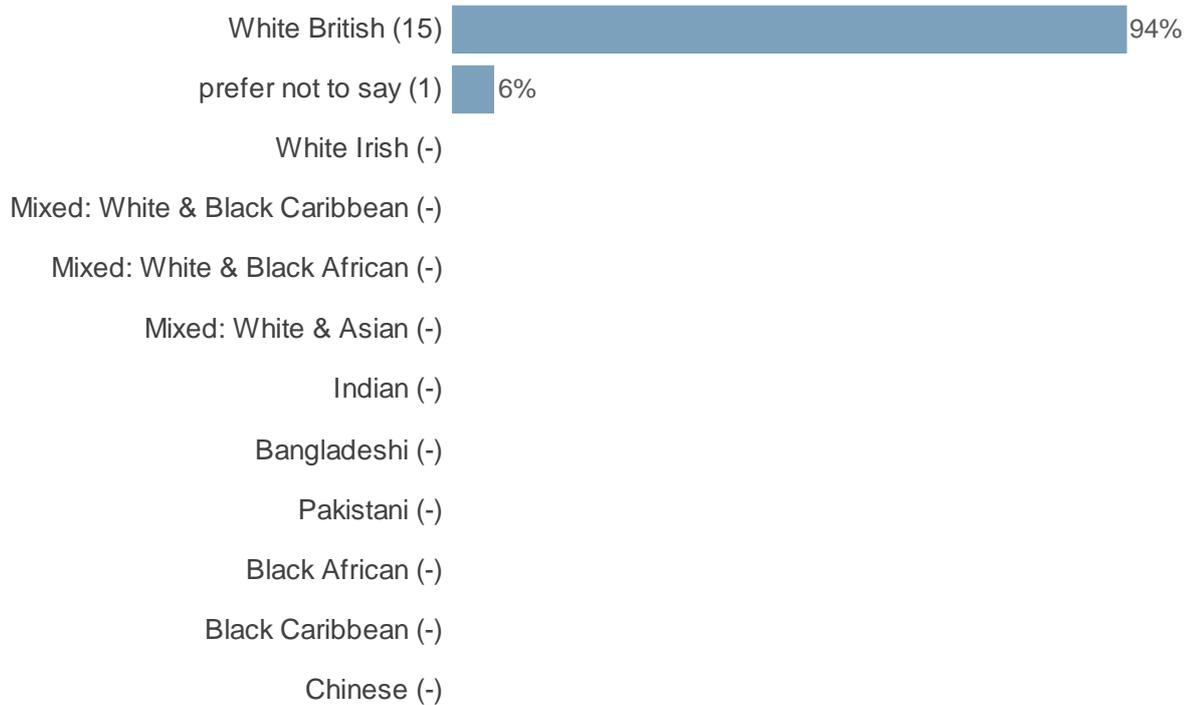 White British (15) 94%
prefer not to say (1) 6%
White Irish (-)
Mixed: White & Black Caribbean (-)
Mixed: White & Black African (-)
Mixed: White & Asian (-)
Indian (-)
Bangladeshi (-)
Pakistani (-)
Black African (-)
Black Caribbean (-)
Chinese (-)